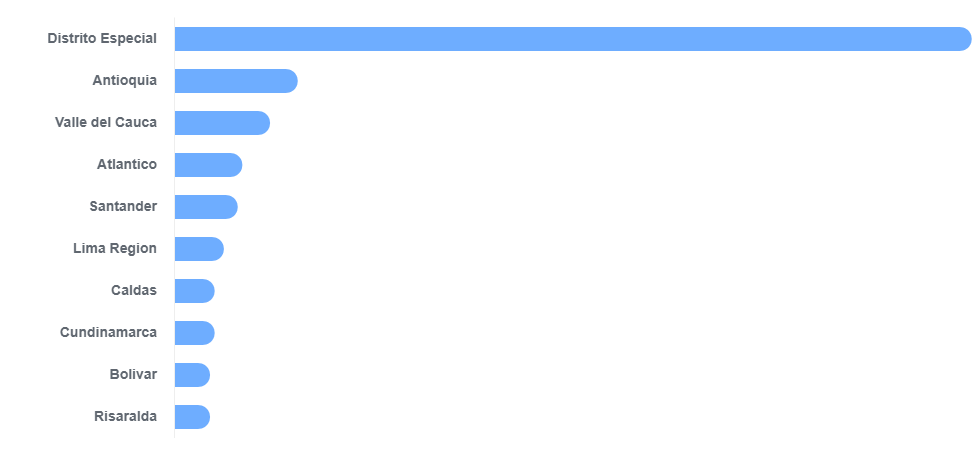 Distrito Especial
Antioquia
Valle del Cauca
Atlantico
Santander
Lima Region
Caldas
Cundinamarca
Bolivar
Risaralda